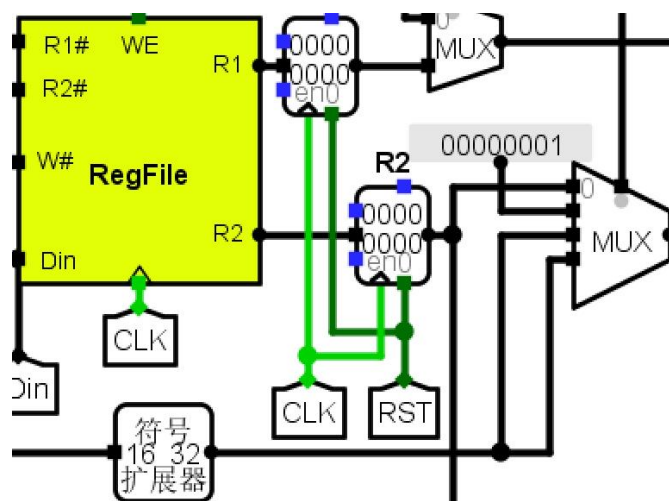 R1#
WE
R1
R2#
W#
RegFile
R2
Din
CLK
Din
0000
0000
en0
0
MUX
00000001
R2
0000
0000
en0
0
MUX
CLK
RST
符号
16 32
扩展器